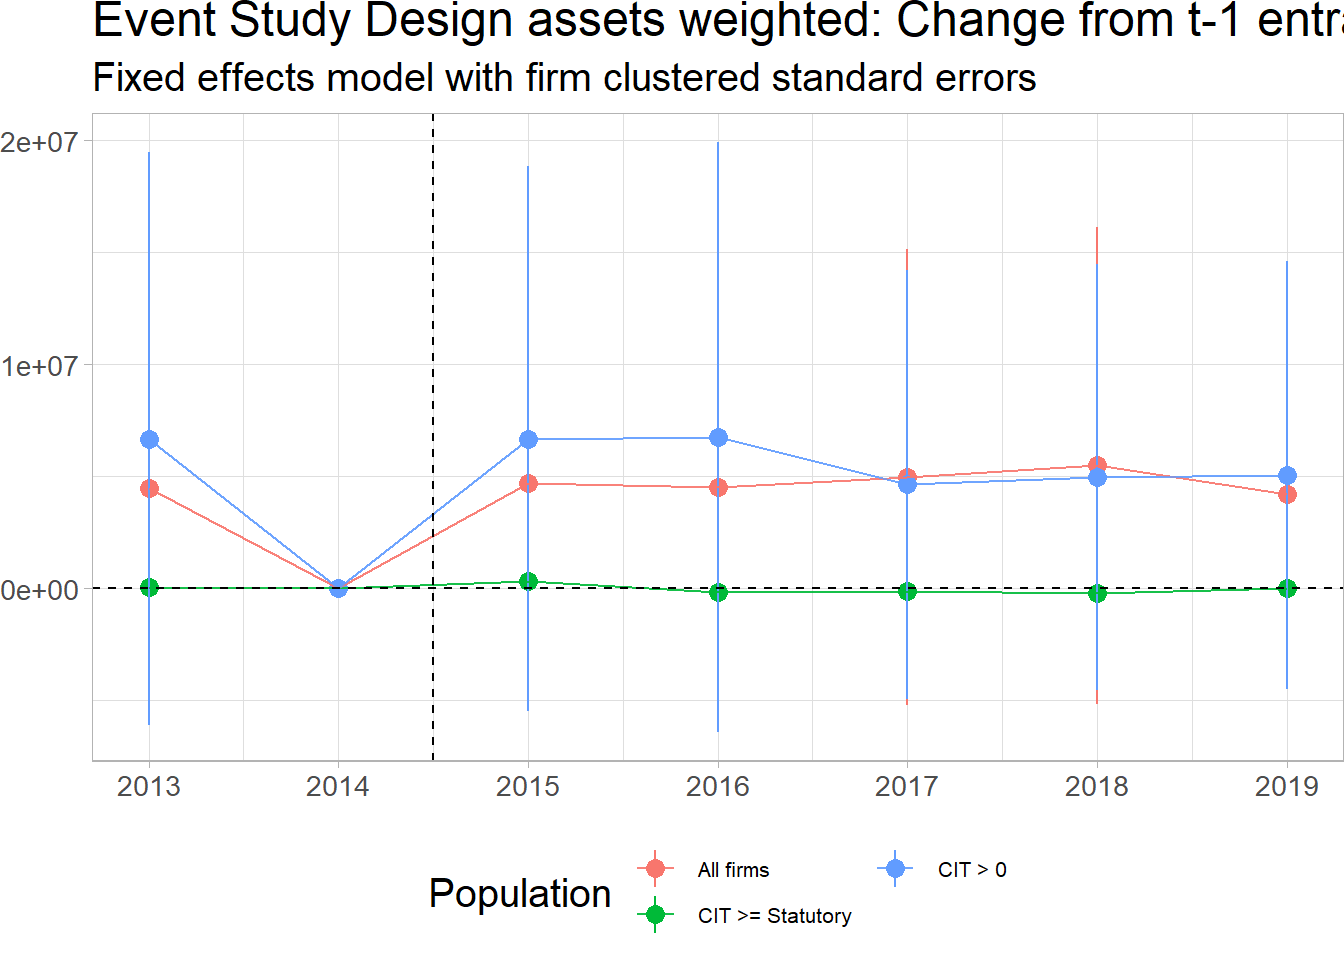 Event Study Design assets weighted: Change from t-1
Fixed effects model with firm clustered standard errors
2e+07
1e+07
0e+00
2013 2014 2015 2016 2017 2018 2019
Population
All firms
CIT > 0
CIT >= Statutory